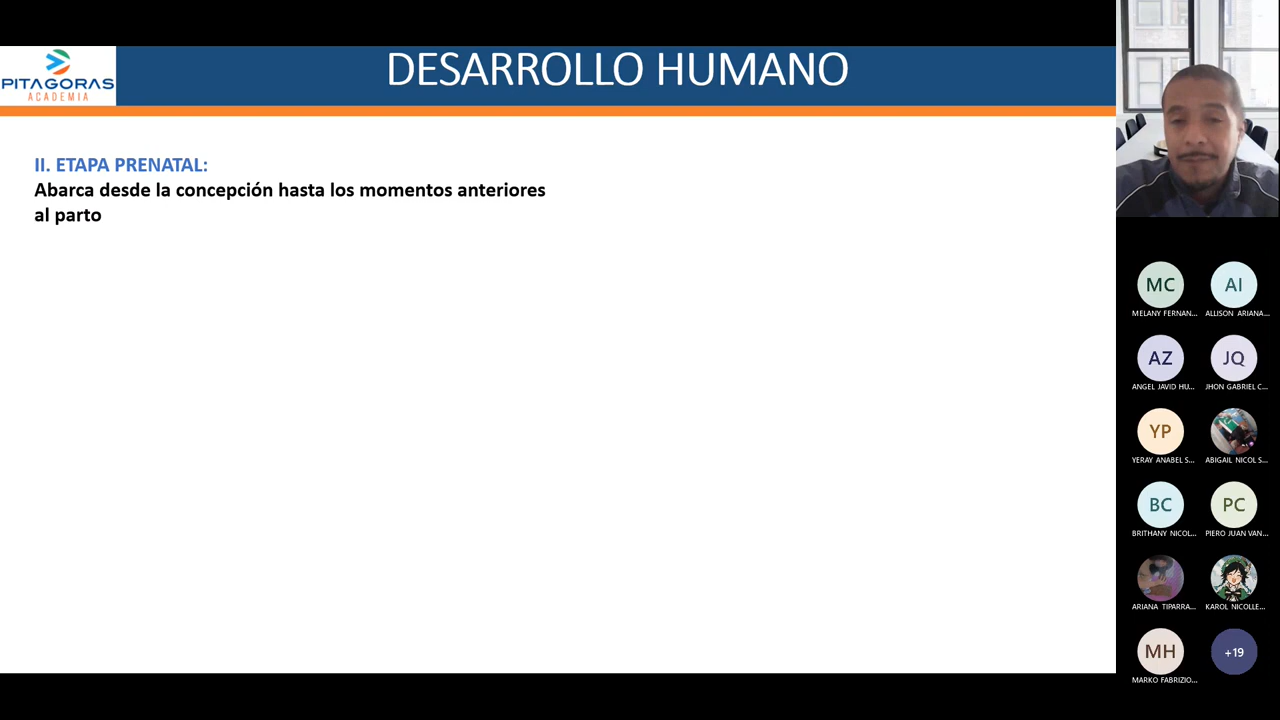 PITAGORAS
ACADEMIA
DESARROLLO HUMANO
II. ETAPA PRENATAL:
Abarca desde la concepción hasta los momentos anteriores
al parto
MC
AI
MELANY FERNAN...
ALLISON ARIANA...
AZ
JQ
ANGEL JAVID HU...
JHON GABRIEL C...
YP
YERAY ANABEL S...
ABIGAIL NICOL S...
BC
PC
BRITHANY NICOL...
PIERO JUAN VAN...
ARIANA TIPARRA...
KAROL NICOLLE...
MH
+19
MARKO FABRIZIO...